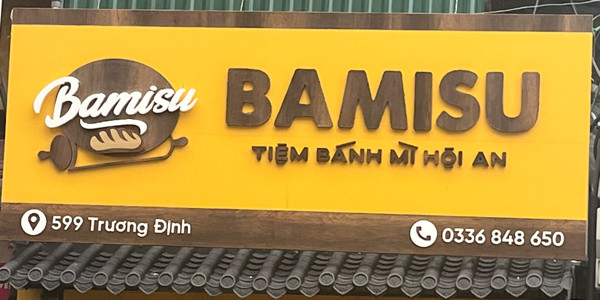 Bamisu
BAMISU
TIỆM BÁNH MÌ HỘI AN
599 Trương Định
0336 848 650